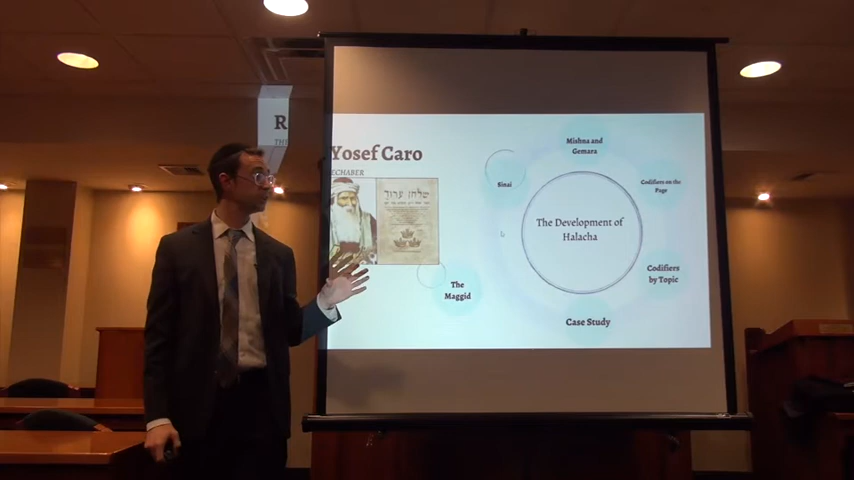 R
THE
Yosef Caro
ECHABER
שלחן ערוך
The
Maggid
Sinai
Mishna and
Gemara
Codifiers on the
Page
The Development of
Halacha
Codifiers
by Topic
Case Study